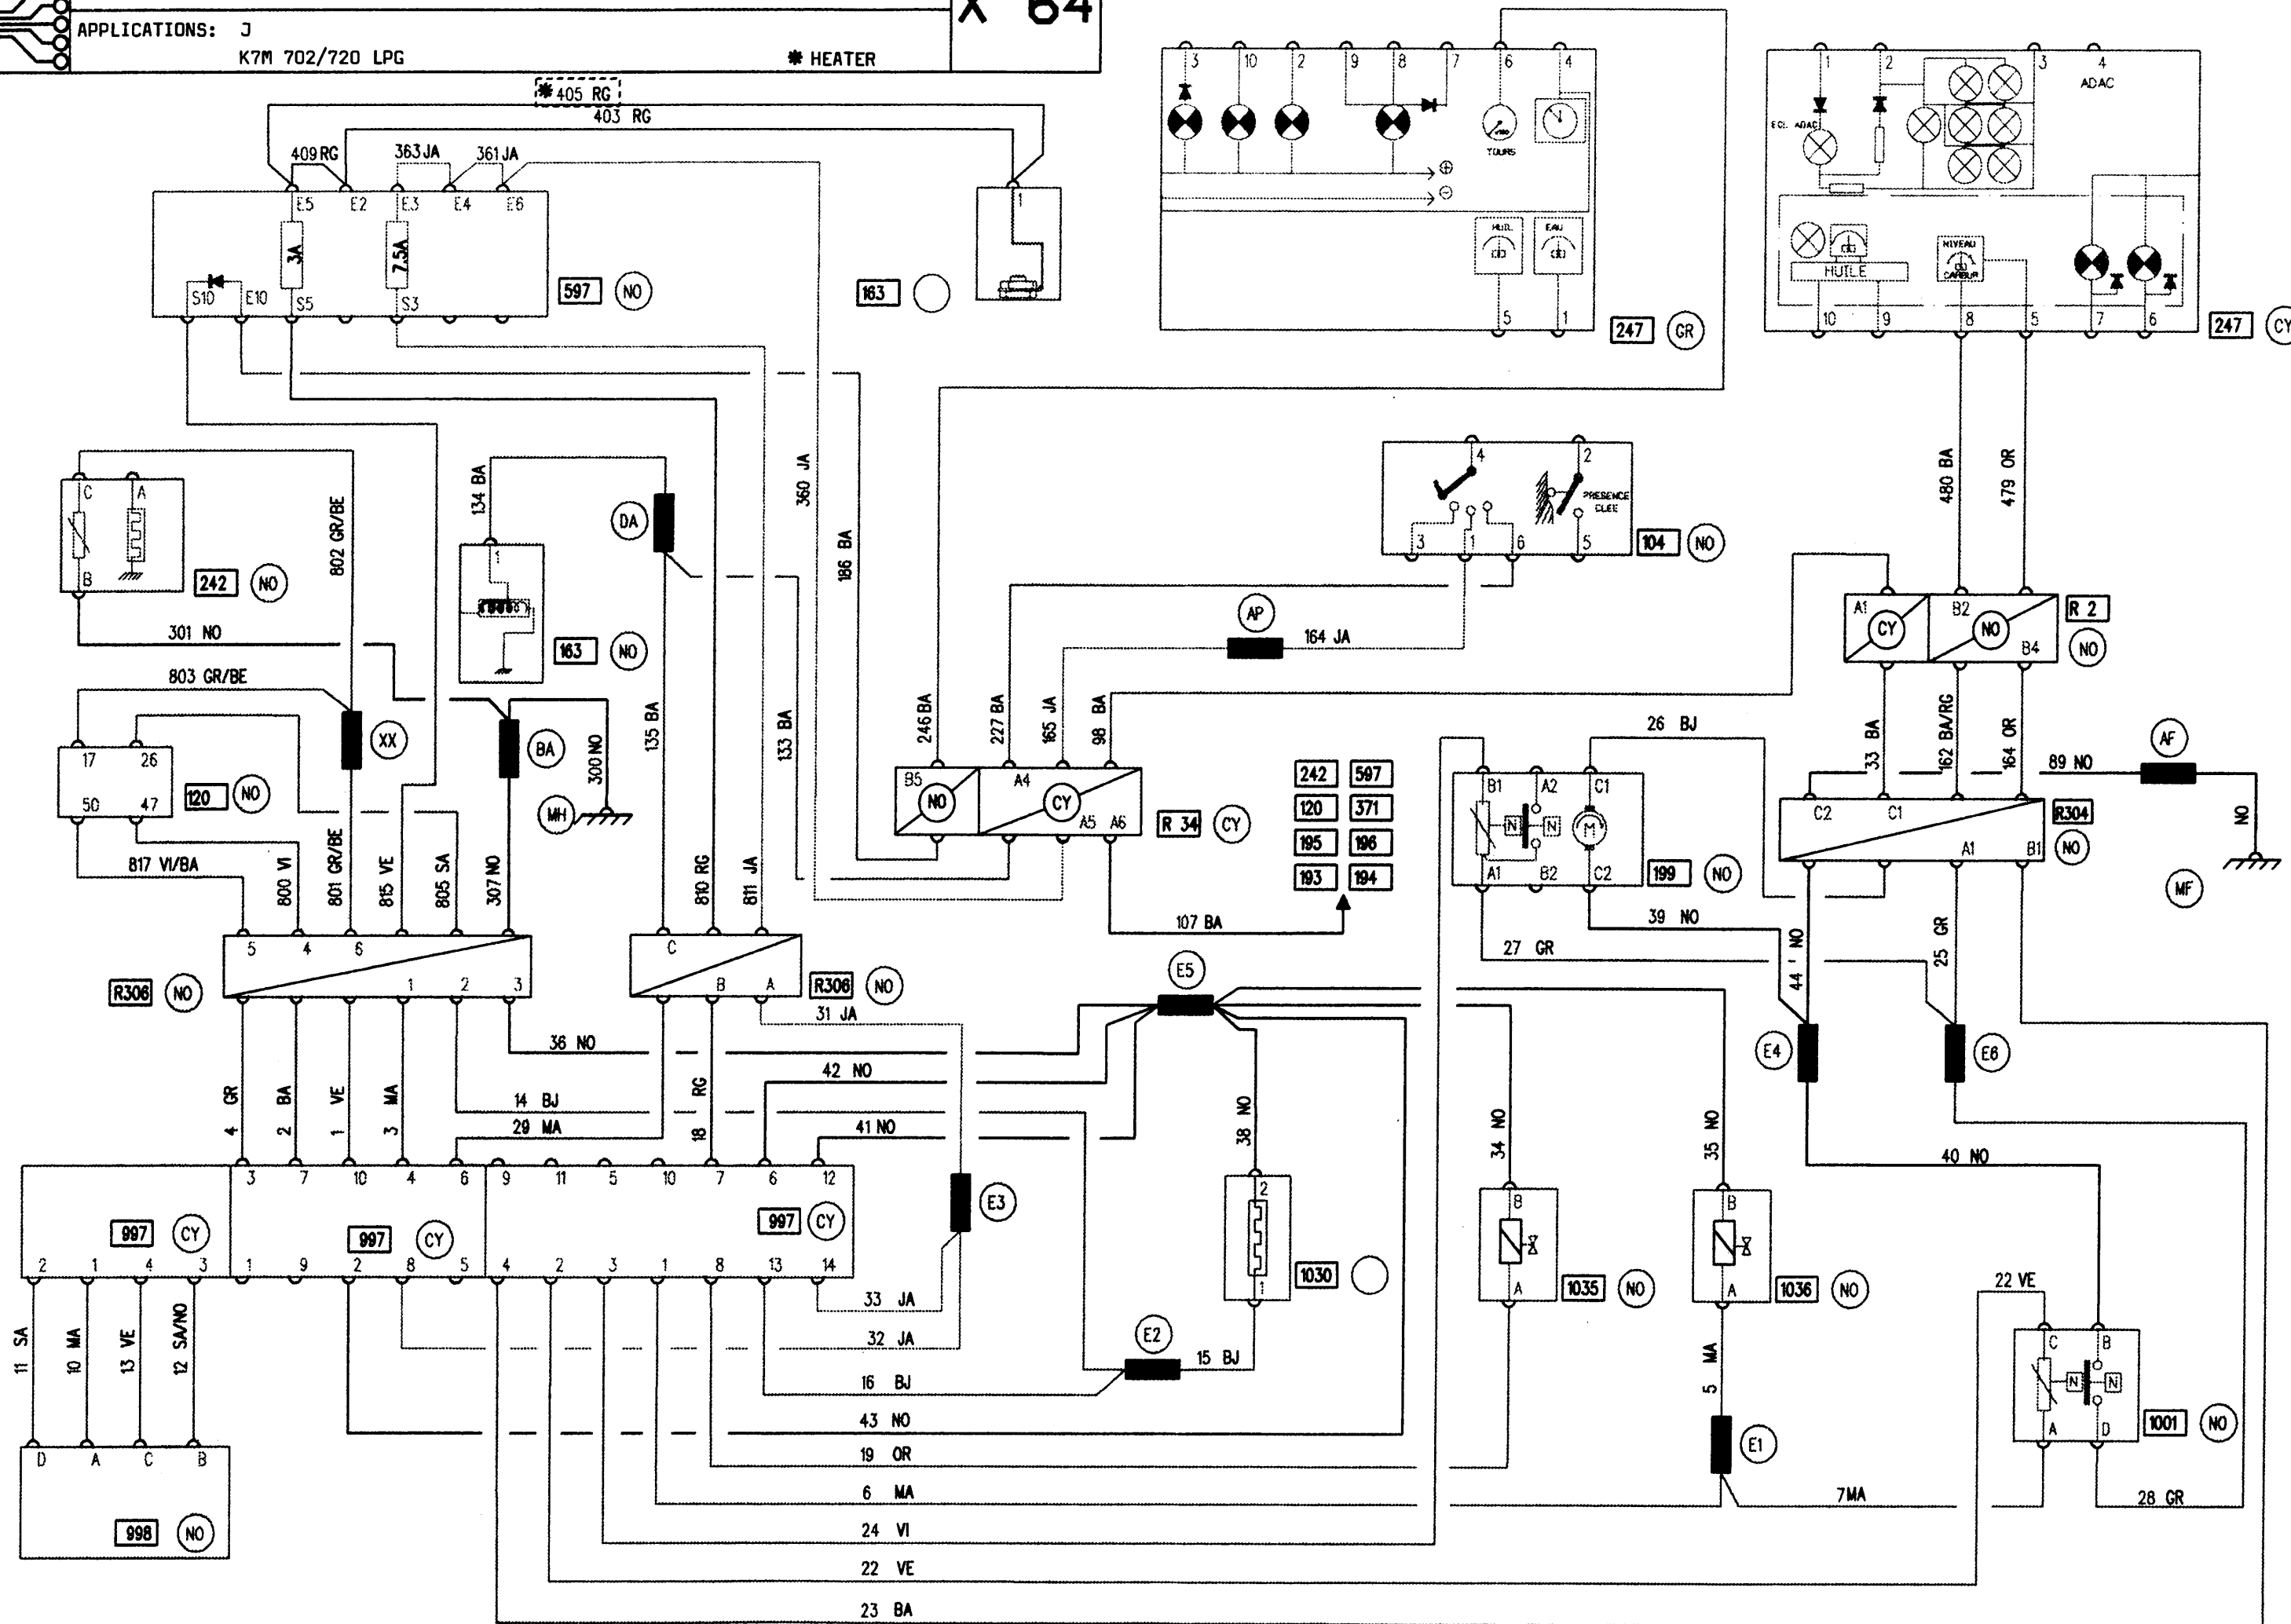 X 64
APPLICATIONS: J
K7M 702/720 LPG
✱ HEATER
✱ 405 RG
403 RG
409 RG
363 JA
361 JA
E5 E2 E3 E4 E6
3A
7.5A
S10 E10 S5 S3
597 NO
163
1
3 10 2 9 8 7 6 4
TOURS
⊕
⊖
HUIL
EAU
5 1
247 GR
1 2 3 4
ADAC
ECL ADAC
HUILE
NIVEAU
CARBUR
10 9 8 5 7 6
247 CY
C A
B
242 NO
802 GR/BE
301 NO
803 GR/BE
134 BA
1
163 NO
DA
360 JA
186 BA
4 2
PRESENCE
CLEE
3 1 6 5
104 NO
480 BA
479 OR
AP
164 JA
A1 B2
CY NO
B4
R 2
NO
17 26
50 47
120 NO
XX
BA
300 NO
MH
135 BA
133 BA
246 BA
227 BA
165 JA
98 BA
B5 A4
NO CY
A5 A6
R 34 CY
242 597
120 371
195 196
193 194
107 BA
26 BJ
B1 A2 C1
N N M
A1 B2 C2
199 NO
33 BA
162 BA/RG
164 OR
89 NO
AF
NO
MF
C2 C1
A1 B1
R304
NO
817 VI/BA
800 VI
801 GR/BE
815 VE
805 SA
307 NO
810 RG
811 JA
5 4 6
1 2 3
R306 NO
C
B A
R306 NO
39 NO
27 GR
44 NO
25 GR
E5
31 JA
36 NO
42 NO
14 BJ
29 MA
41 NO
4 GR
2 BA
1 VE
3 MA
18 RG
38 NO
34 NO
35 NO
E4
E6
40 NO
3 7 10 4 6 9 11 5 10 7 6 12
997 CY
997 CY
997 CY
2 1 4 3 1 9 2 8 5 4 2 3 1 8 13 14
E3
2
1
1030
B
A
1035 NO
B
A
1036 NO
33 JA
32 JA
E2
15 BJ
16 BJ
22 VE
11 SA
10 MA
13 VE
12 SA/NO
5 MA
C B
N N
A D
1001 NO
43 NO
19 OR
E1
6 MA
7 MA
28 GR
D A C B
998 NO
24 VI
22 VE
23 BA